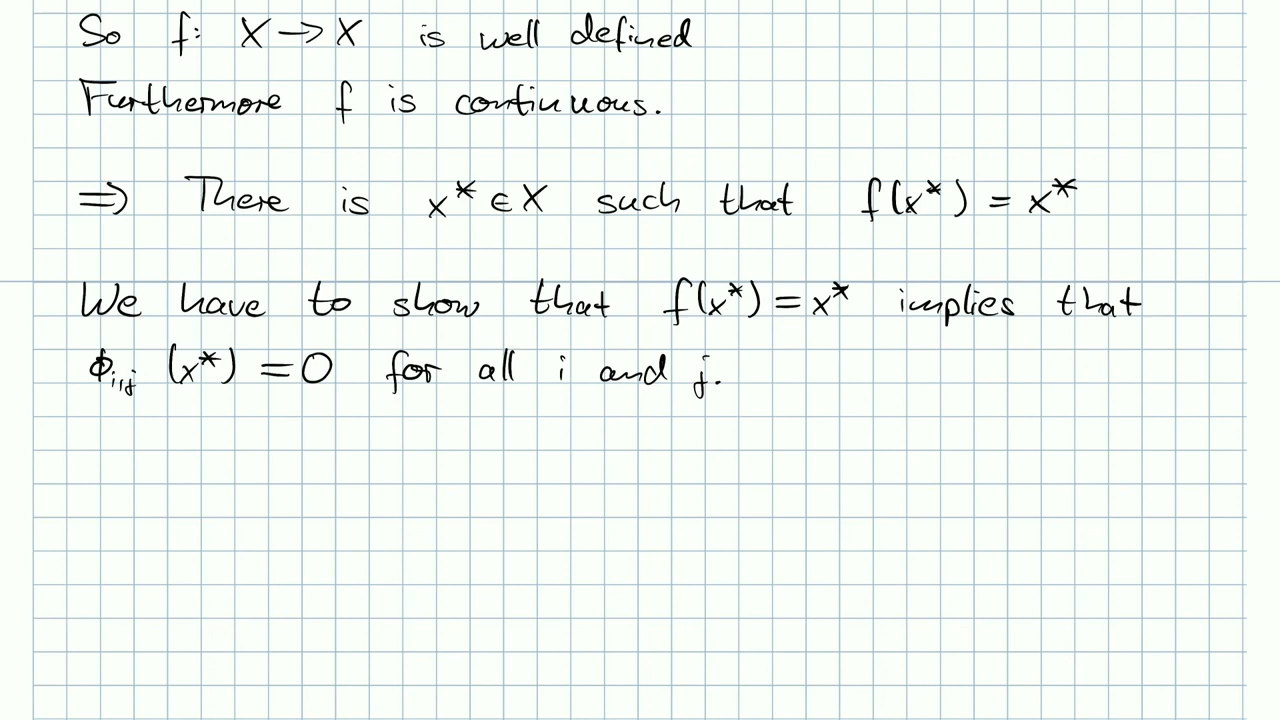 So f: X → X is well defined
Furthermore f is continuous.
⇒ There is x* ∈ X such that f(x*) = x*
We have to show that f(x*) = x* implies that
ϕ_{i,j} (x*) = 0 for all i and j.